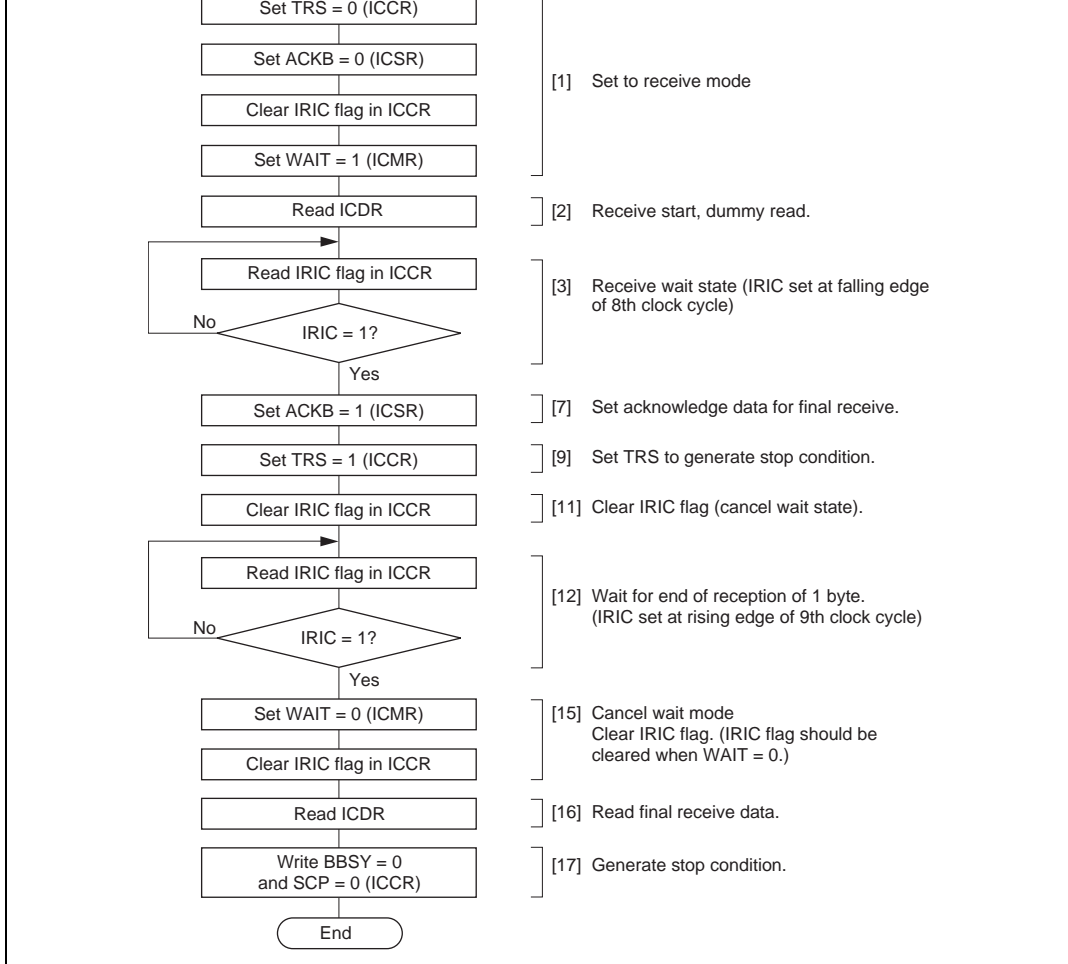 Set TRS = 0 (ICCR)
Set ACKB = 0 (ICSR)
[1] Set to receive mode
Clear IRIC flag in ICCR
Set WAIT = 1 (ICMR)
Read ICDR
[2] Receive start, dummy read.
Read IRIC flag in ICCR
[3] Receive wait state (IRIC set at falling edge
of 8th clock cycle)
No
IRIC = 1?
Yes
Set ACKB = 1 (ICSR)
[7] Set acknowledge data for final receive.
Set TRS = 1 (ICCR)
[9] Set TRS to generate stop condition.
Clear IRIC flag in ICCR
[11] Clear IRIC flag (cancel wait state).
Read IRIC flag in ICCR
[12] Wait for end of reception of 1 byte.
(IRIC set at rising edge of 9th clock cycle)
No
IRIC = 1?
Yes
Set WAIT = 0 (ICMR)
[15] Cancel wait mode
Clear IRIC flag. (IRIC flag should be
cleared when WAIT = 0.)
Clear IRIC flag in ICCR
Read ICDR
[16] Read final receive data.
Write BBSY = 0
and SCP = 0 (ICCR)
[17] Generate stop condition.
End